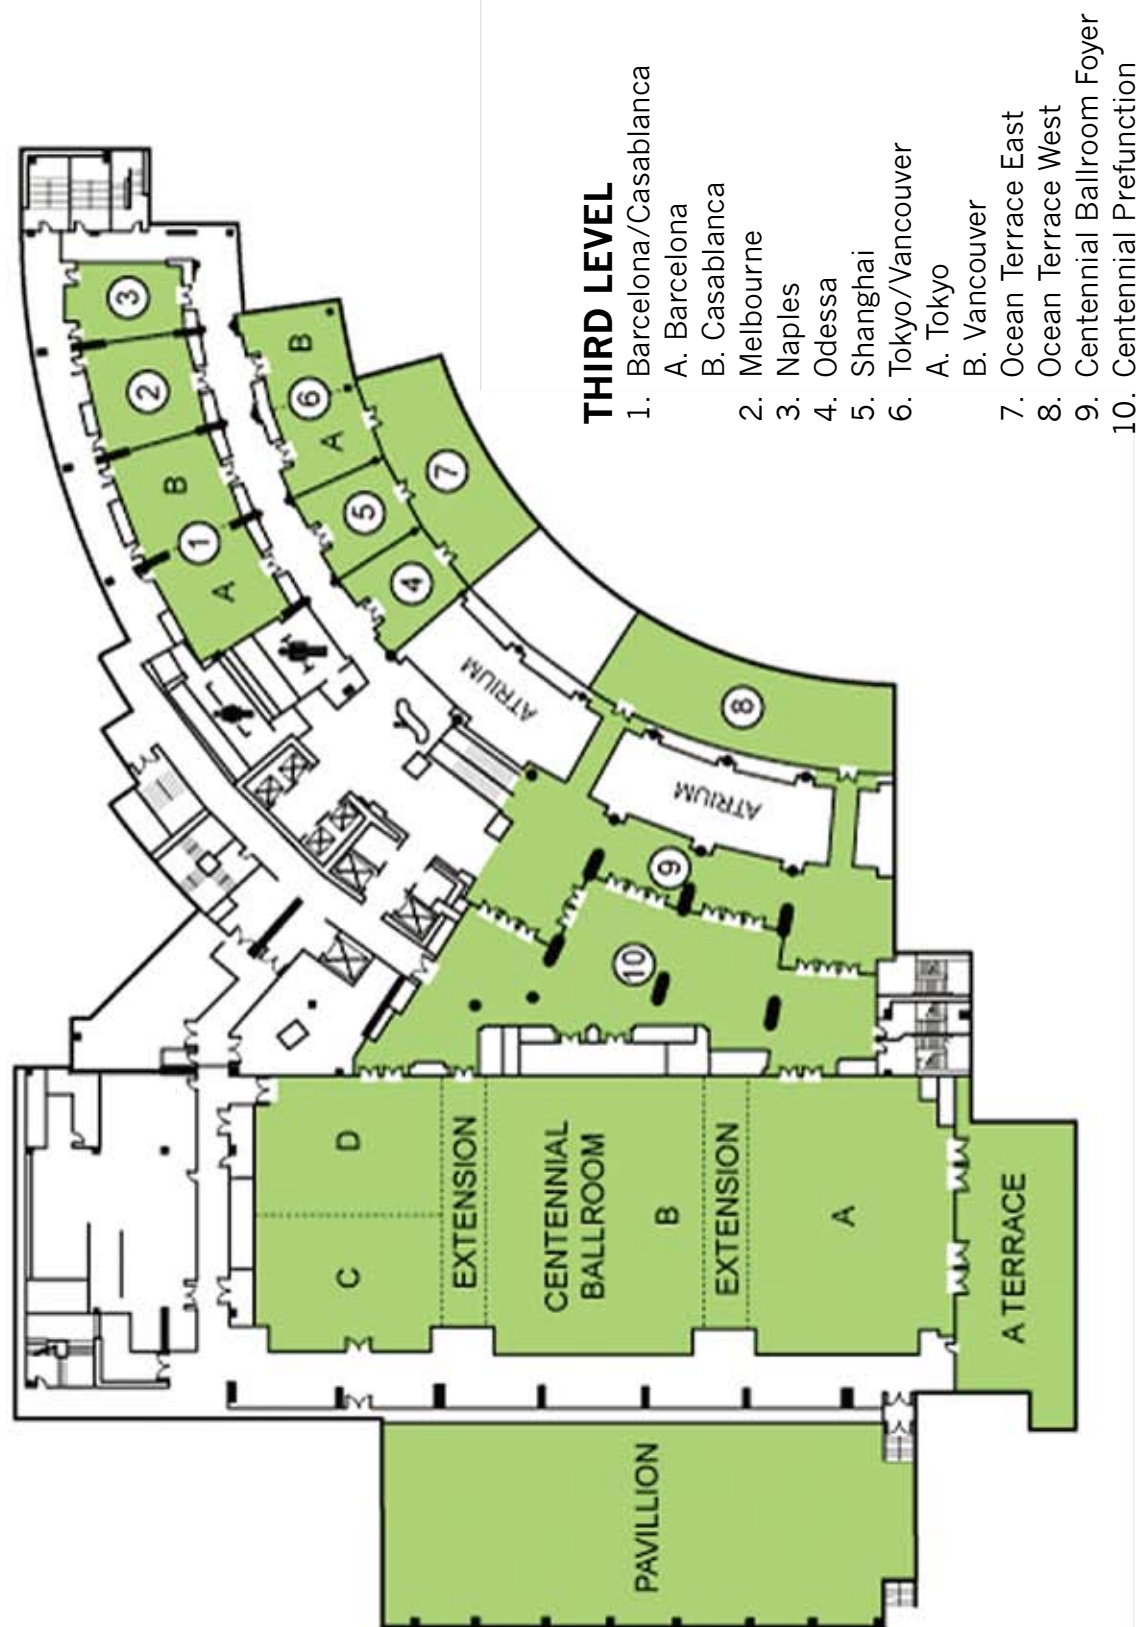 THIRD LEVEL
1. Barcelona/Casablanca
A. Barcelona
B. Casablanca
2. Melbourne
3. Naples
4. Odessa
5. Shanghai
6. Tokyo/Vancouver
A. Tokyo
B. Vancouver
7. Ocean Terrace East
8. Ocean Terrace West
9. Centennial Ballroom Foyer
10. Centennial Prefunction
PAVILLION
C
D
EXTENSION
CENTENNIAL
BALLROOM
B
EXTENSION
A
A TERRACE
10
9
ATRIUM
8
ATRIUM
1
A
B
2
3
4
5
6
A
B
7